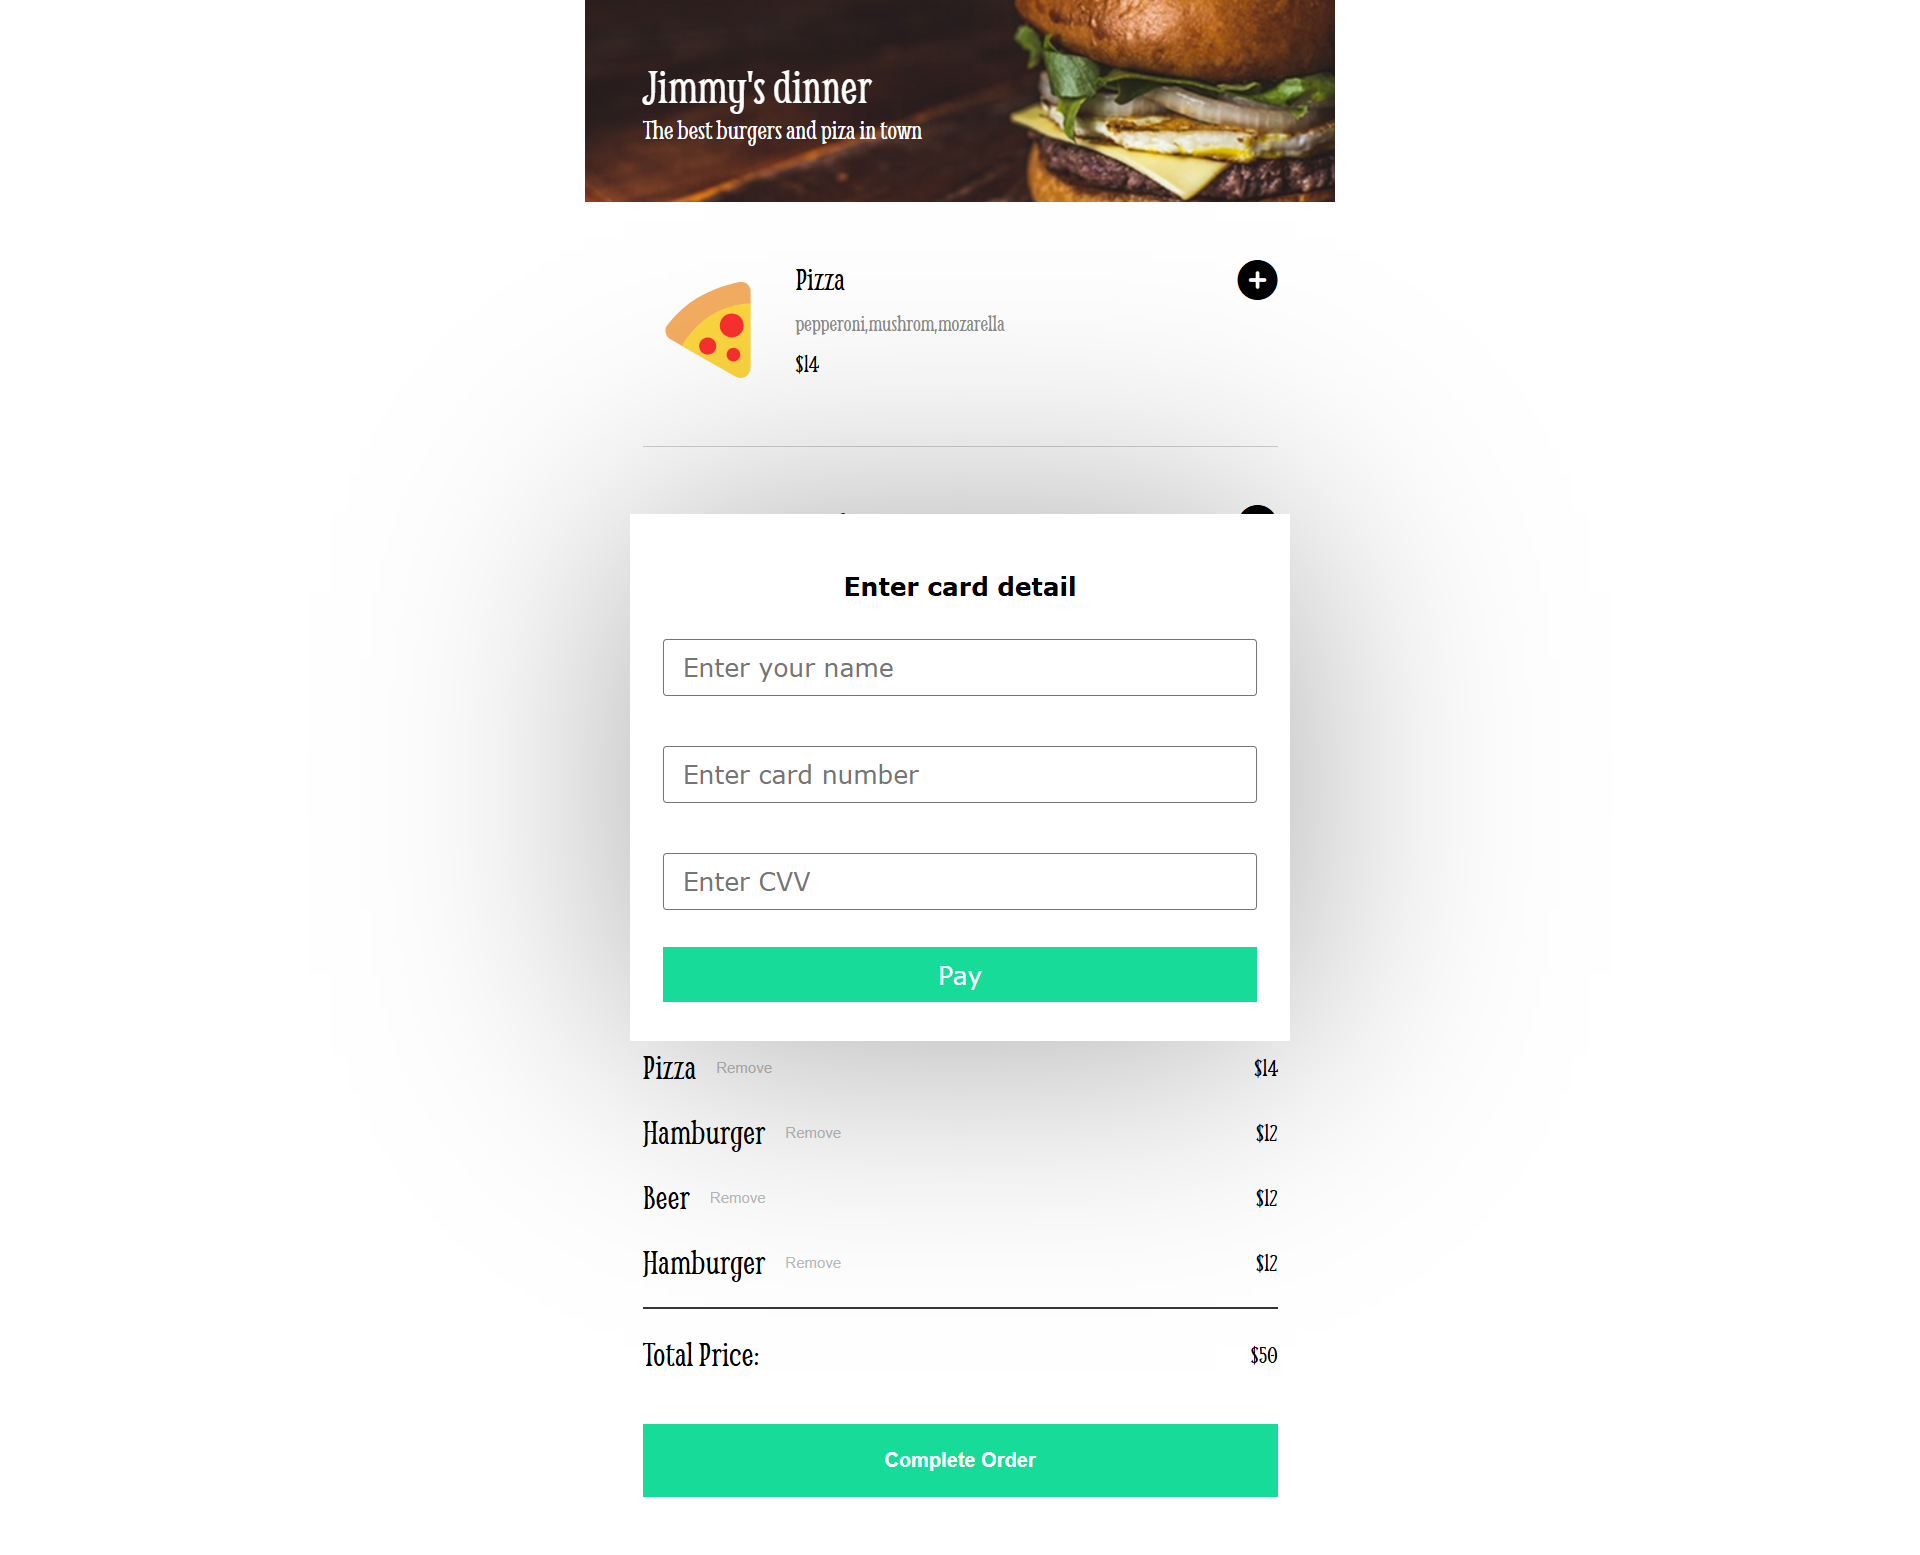 Jimmy's dinner
The best burgers and piza in town
Pizza
pepperoni,mushrom,mozarella
$14
Enter card detail
Enter your name
Enter card number
Enter CVV
Pay
Pizza Remove $14
Hamburger Remove $12
Beer Remove $12
Hamburger Remove $12
Total Price: $50
Complete Order